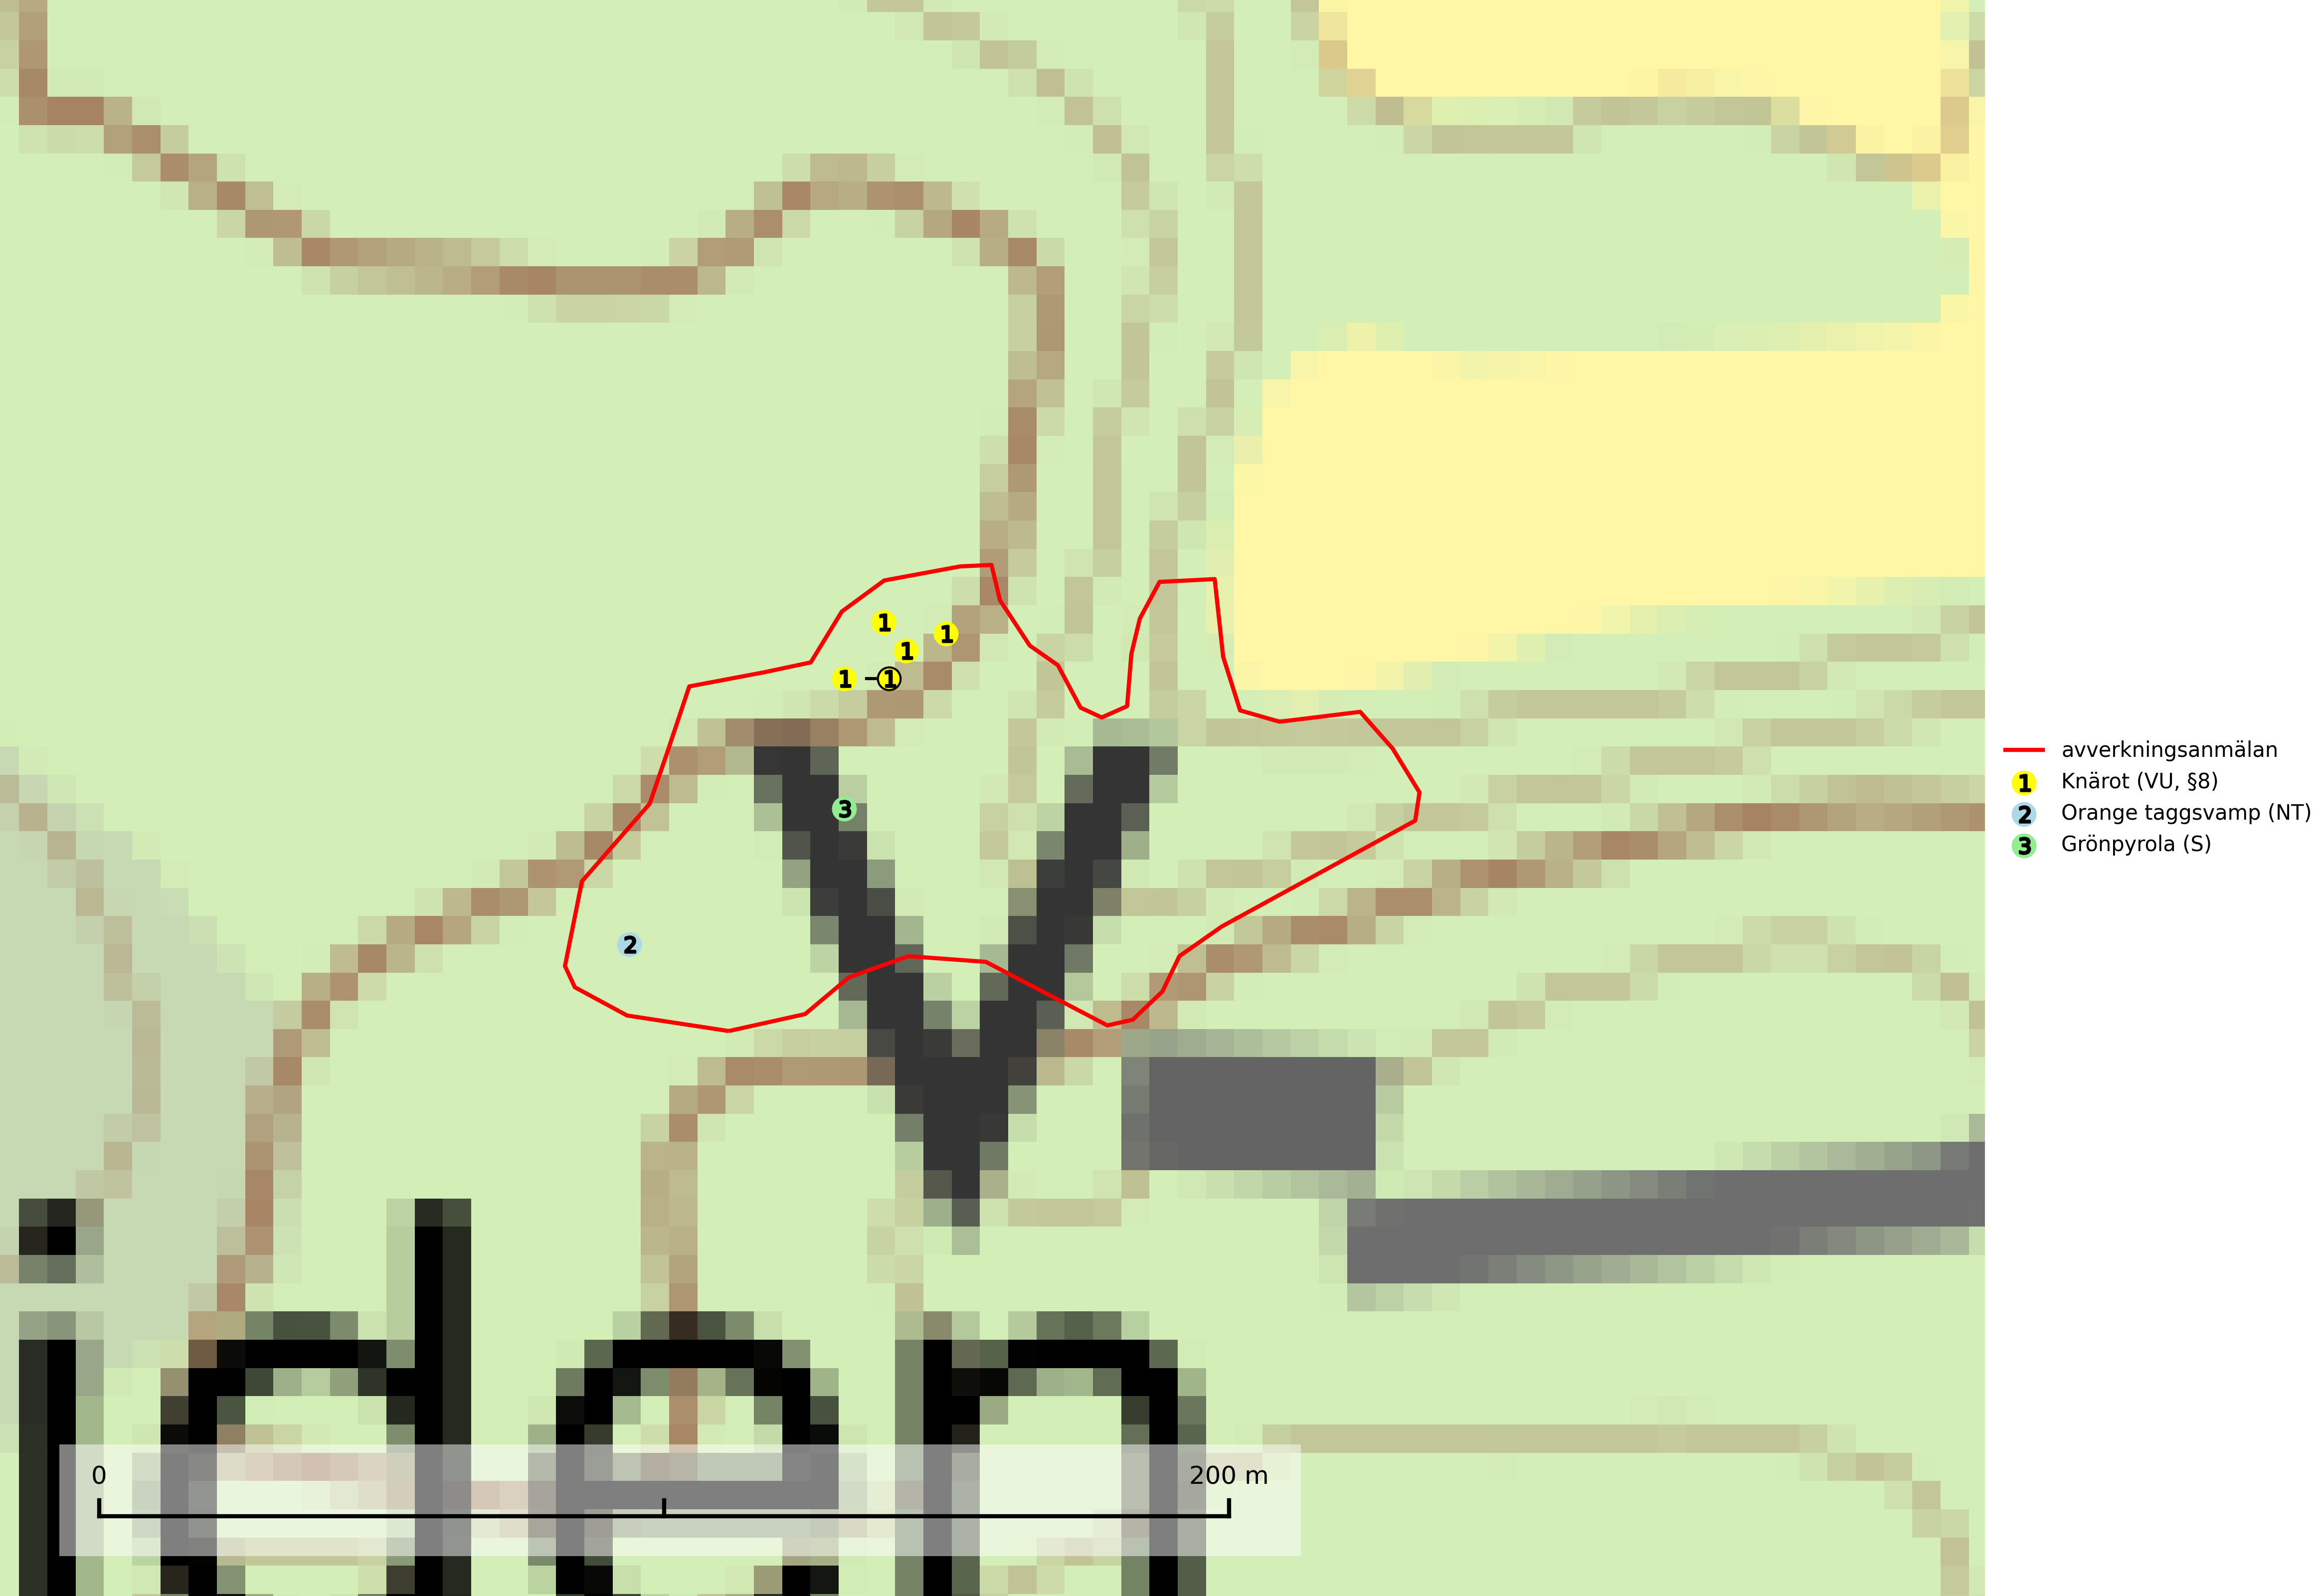 1
1
1
1
1
3
2
avverkningsanmälan
1 Knärot (VU, §8)
2 Orange taggsvamp (NT)
3 Grönpyrola (S)
0 200 m